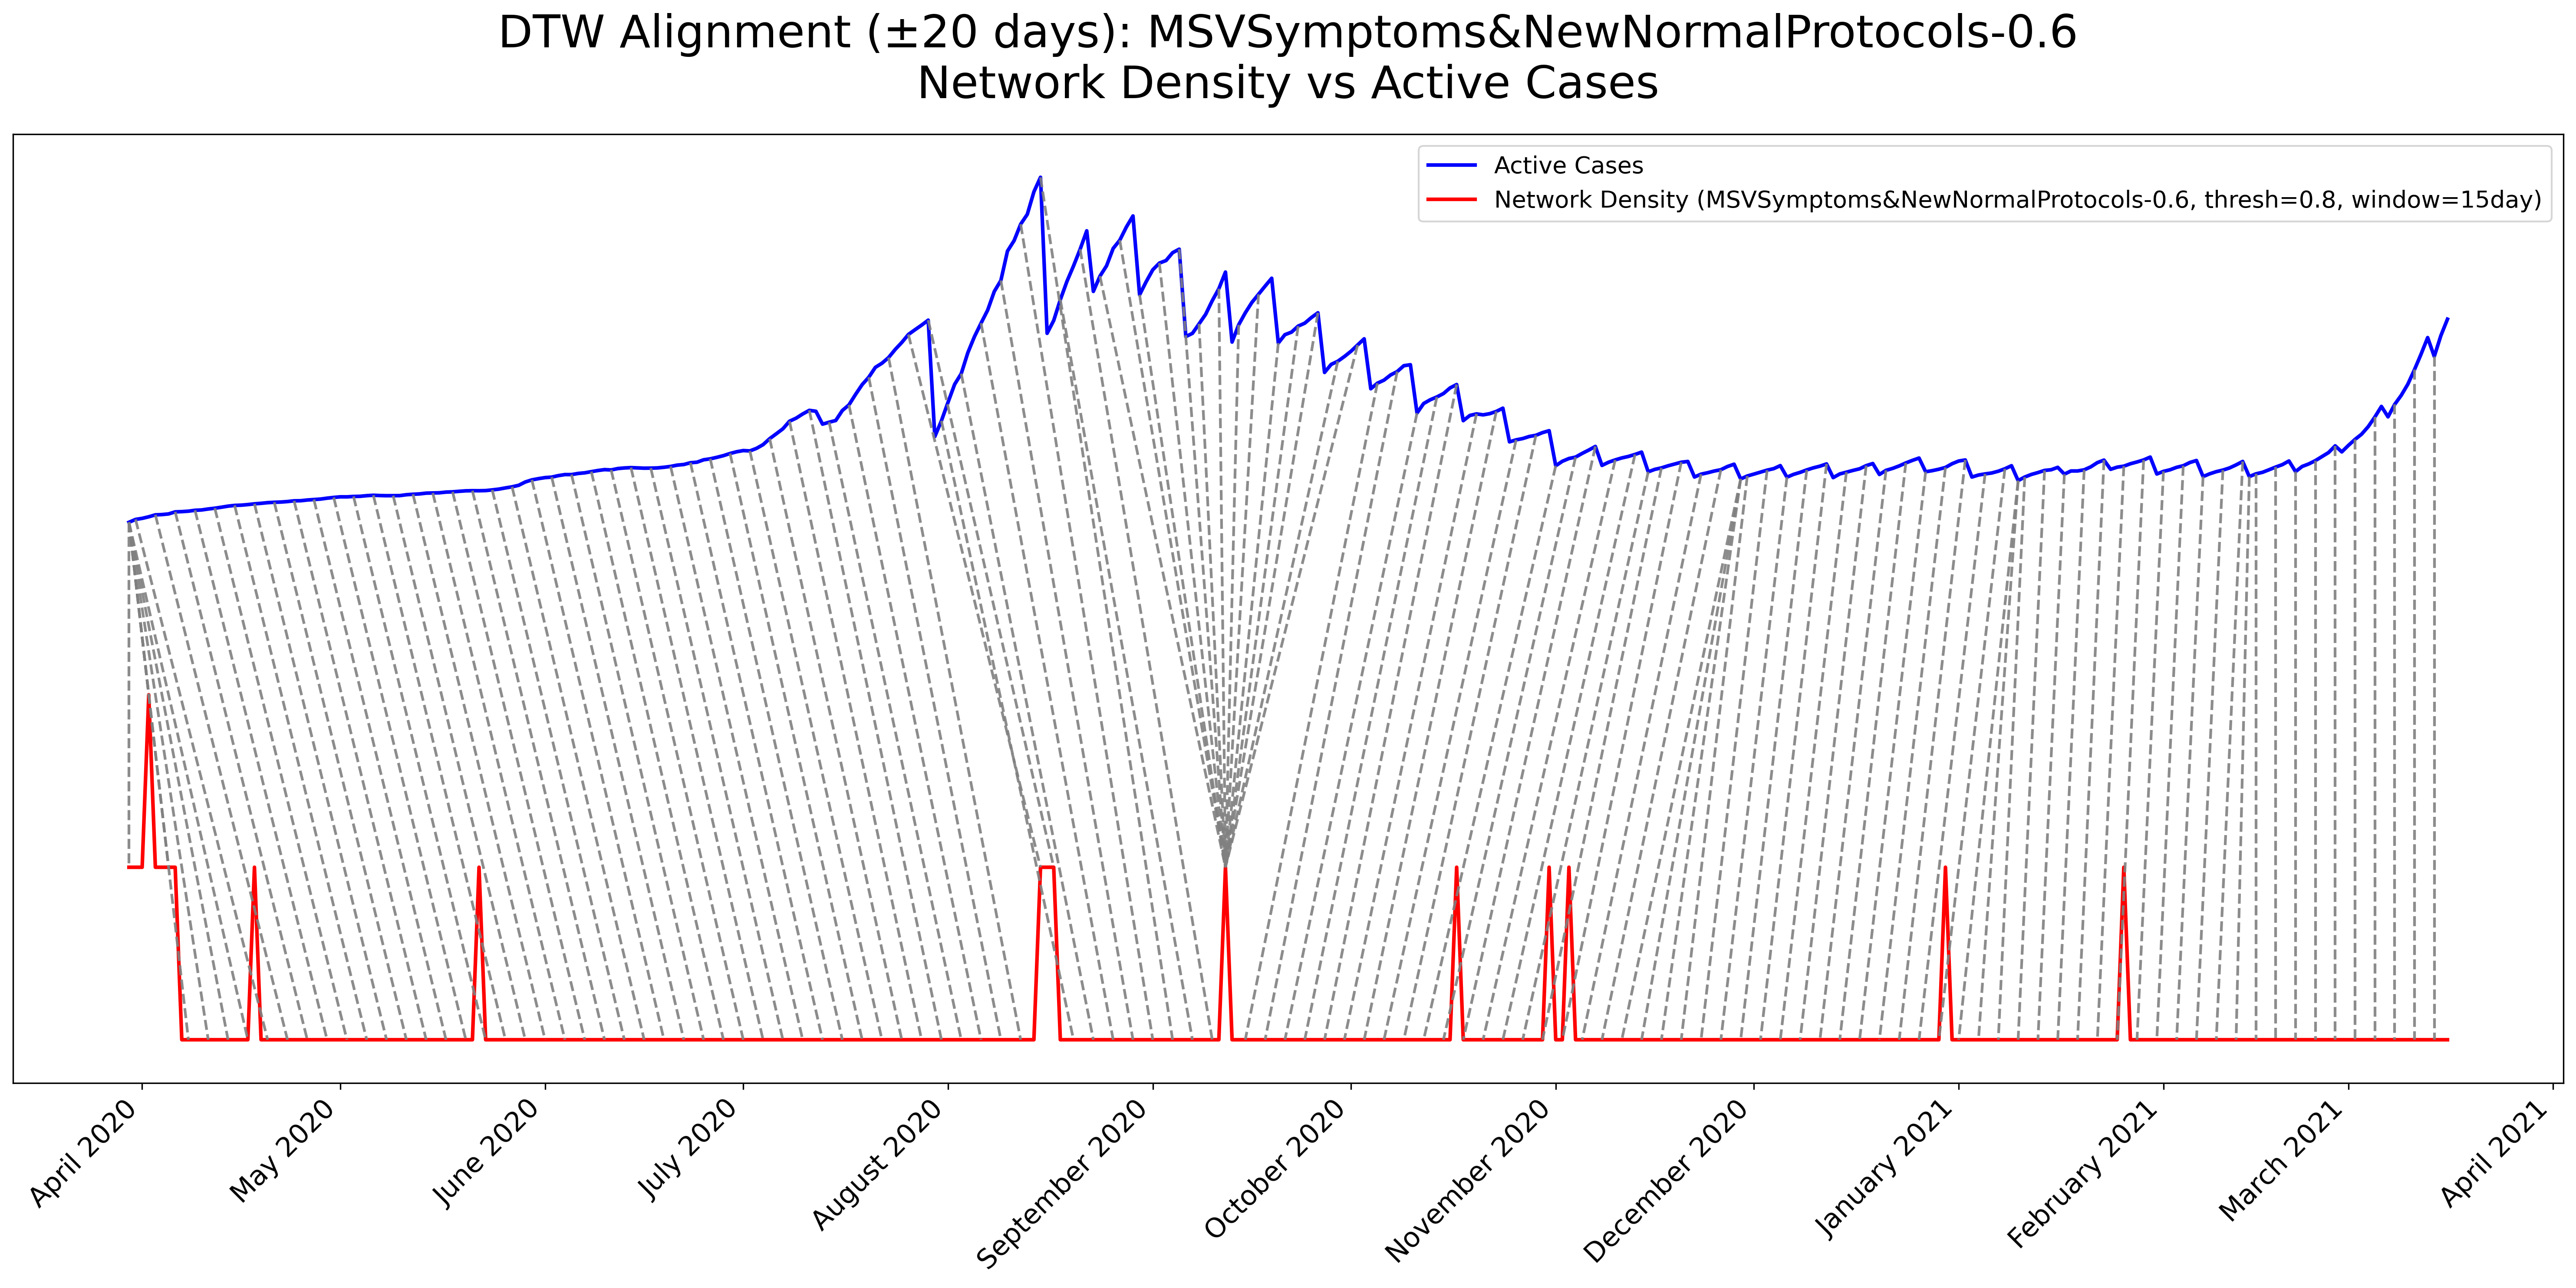 DTW Alignment (±20 days): MSVSymptoms&NewNormalProtocols-0.6
Network Density vs Active Cases
Active Cases
Network Density (MSVSymptoms&NewNormalProtocols-0.6, thresh=0.8, window=15day)
April 2020
May 2020
June 2020
July 2020
August 2020
September 2020
October 2020
November 2020
December 2020
January 2021
February 2021
March 2021
April 2021